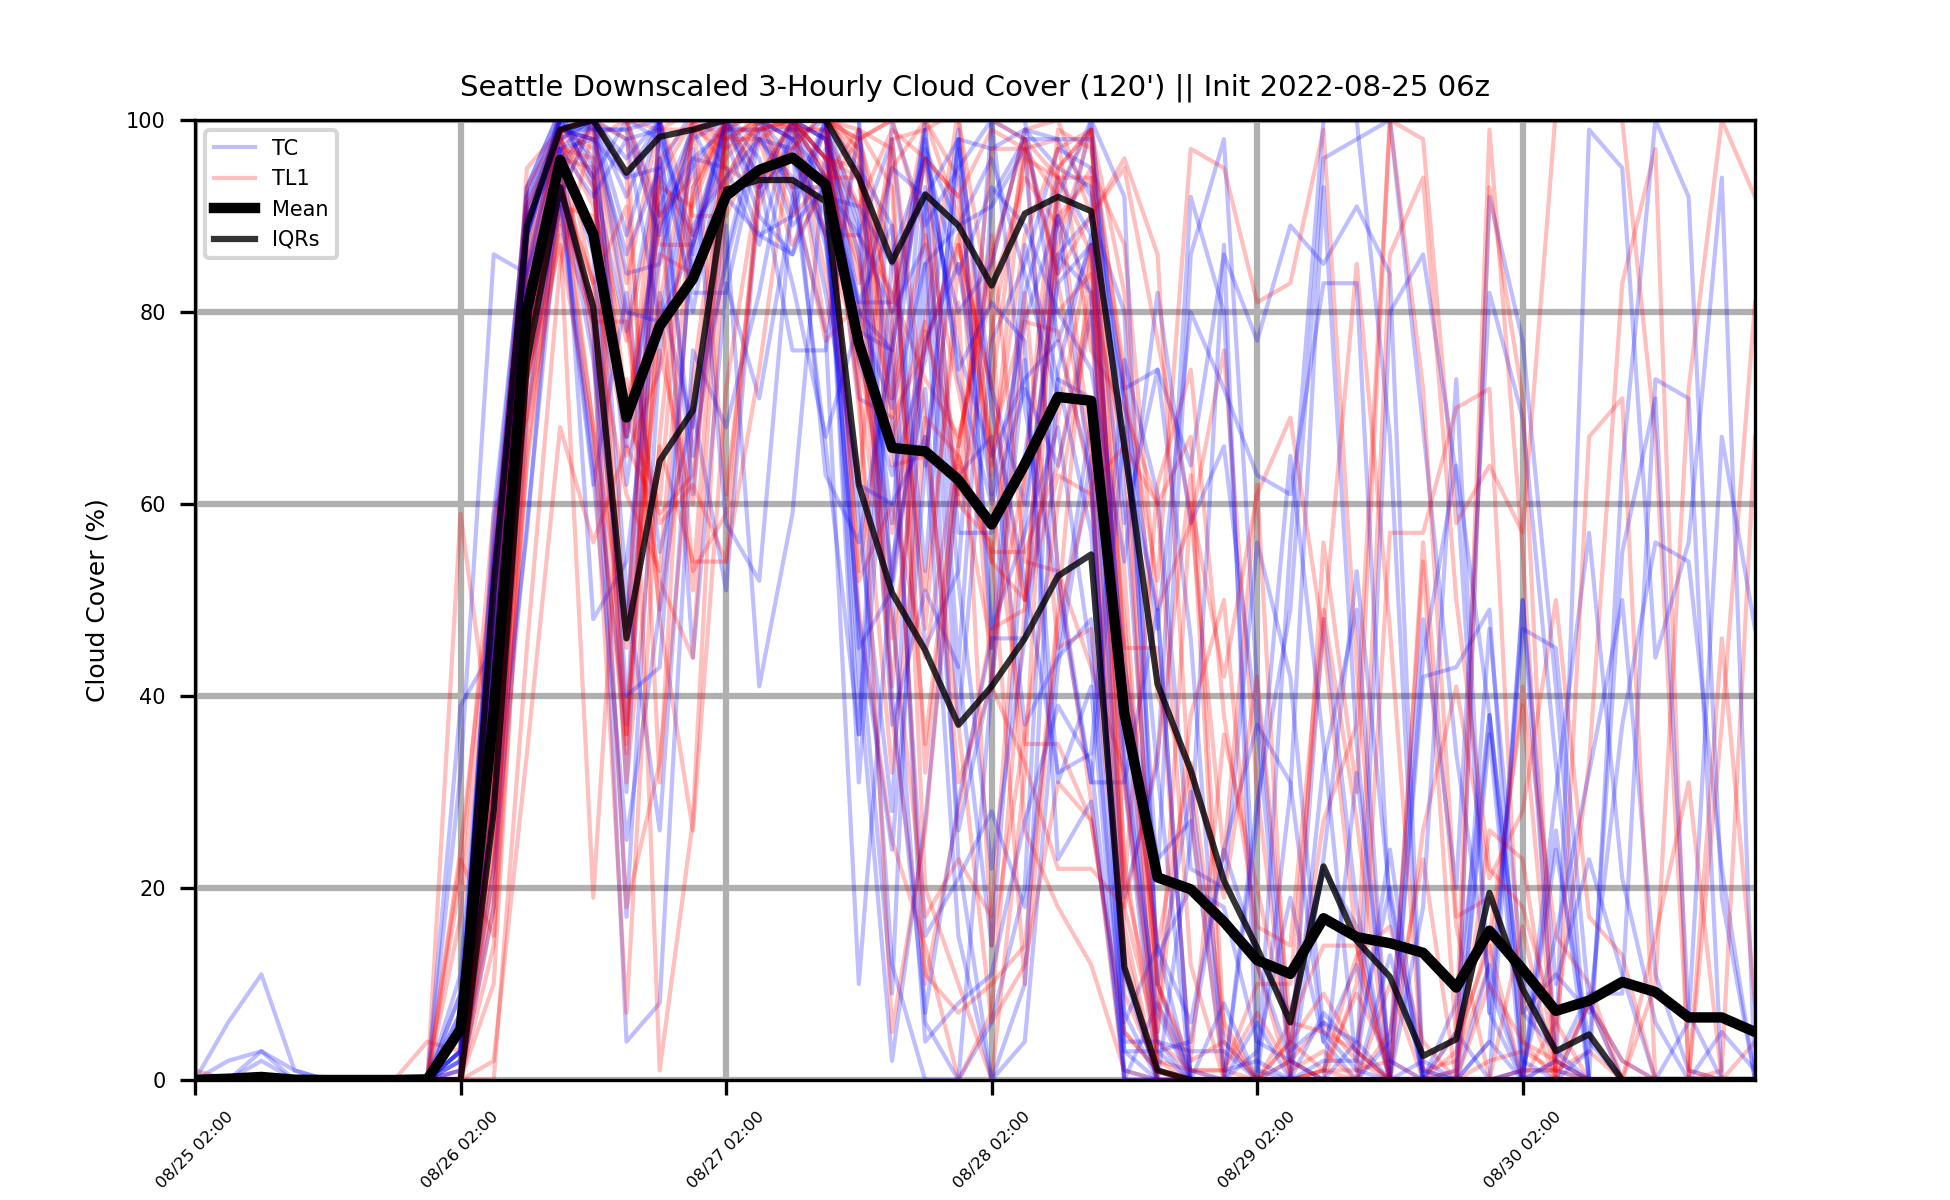 Seattle Downscaled 3-Hourly Cloud Cover (120') || Init 2022-08-25 06z
TC
TL1
Mean
IQRs
Cloud Cover (%)
100
80
60
40
20
0
08/25 02:00
08/26 02:00
08/27 02:00
08/28 02:00
08/29 02:00
08/30 02:00